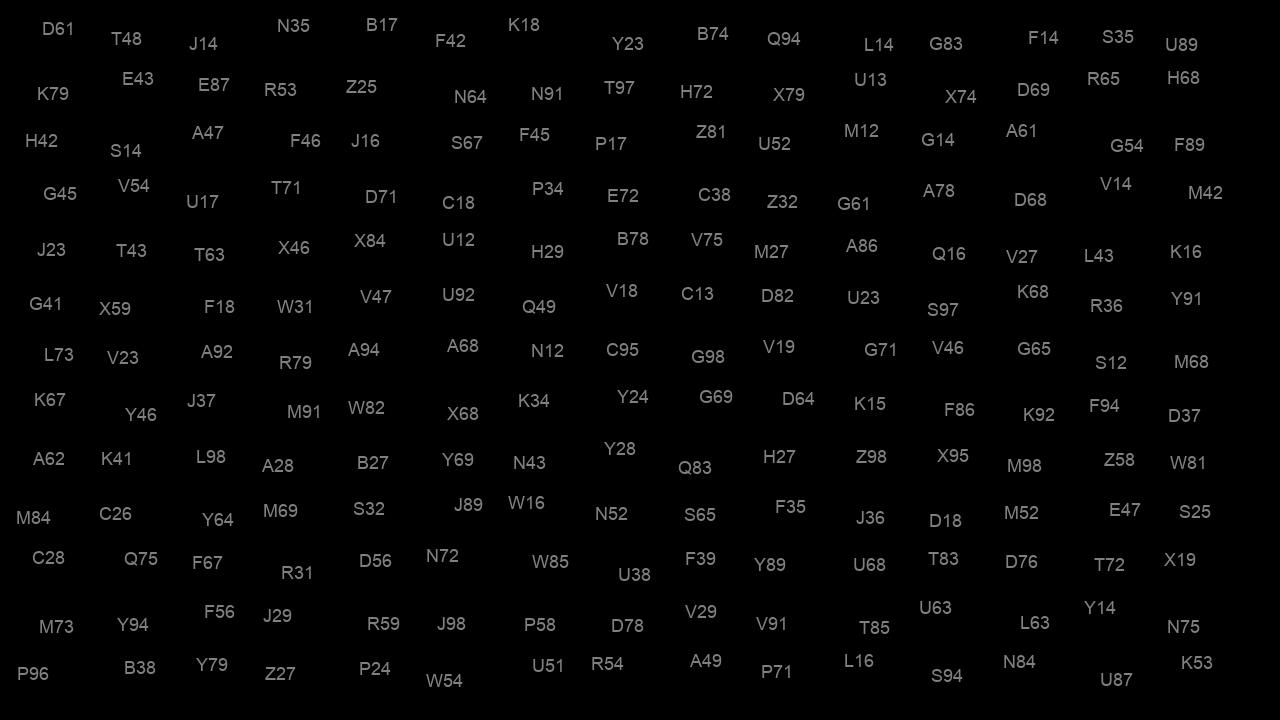 D61 T48 J14 N35 B17 F42 K18 Y23 B74 Q94 L14 G83 F14 S35 U89
K79 E43 E87 R53 Z25 N64 N91 T97 H72 X79 U13 X74 D69 R65 H68
H42 S14 A47 F46 J16 S67 F45 P17 Z81 U52 M12 G14 A61 G54 F89
G45 V54 U17 T71 D71 C18 P34 E72 C38 Z32 G61 A78 D68 V14 M42
J23 T43 T63 X46 X84 U12 H29 B78 V75 M27 A86 Q16 V27 L43 K16
G41 X59 F18 W31 V47 U92 Q49 V18 C13 D82 U23 S97 K68 R36 Y91
L73 V23 A92 R79 A94 A68 N12 C95 G98 V19 G71 V46 G65 S12 M68
K67 Y46 J37 M91 W82 X68 K34 Y24 G69 D64 K15 F86 K92 F94 D37
A62 K41 L98 A28 B27 Y69 N43 Y28 Q83 H27 Z98 X95 M98 Z58 W81
M84 C26 Y64 M69 S32 J89 W16 N52 S65 F35 J36 D18 M52 E47 S25
C28 Q75 F67 R31 D56 N72 W85 U38 F39 Y89 U68 T83 D76 T72 X19
M73 Y94 F56 J29 R59 J98 P58 D78 V29 V91 T85 U63 L63 Y14 N75
P96 B38 Y79 Z27 P24 W54 U51 R54 A49 P71 L16 S94 N84 U87 K53